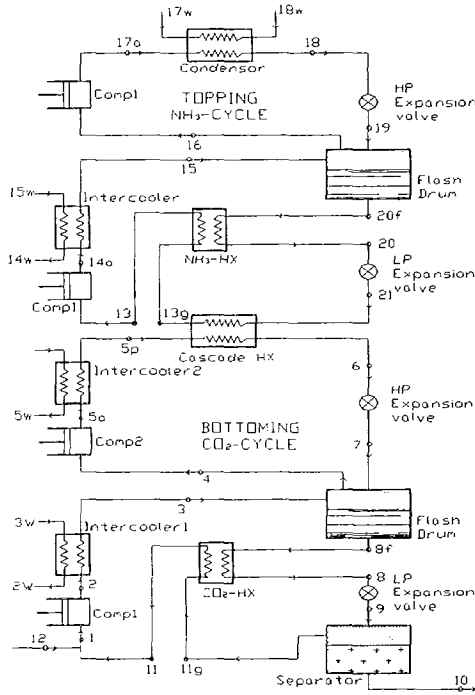 17w
18w
17a
18
Condensor
Comp1
TOPPING
NH₃-CYCLE
HP
Expansion
valve
19
16
15
15w
Intercooler
Flash
Drum
20f
14w
14a
NH₃-HX
20
LP
Expansion
valve
Comp1
13
13g
21
5p
Cascade HX
6
Intercooler2
5w
5a
HP
Expansion
valve
Comp2
BOTTOMING
CO₂-CYCLE
7
4
3
3w
Intercooler1
Flash
Drum
8f
2w
2
CO₂-HX
8
LP
Expansion
valve
Comp1
9
12
1
11
11g
Separator
10